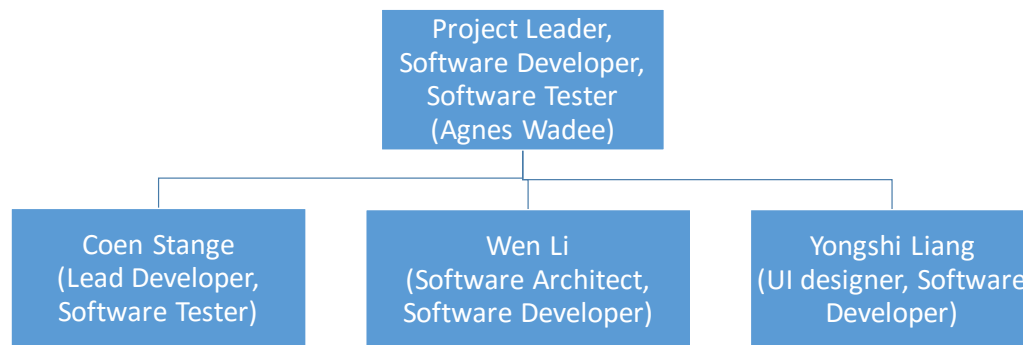 Project Leader,
Software Developer,
Software Tester
(Agnes Wadee)
Coen Stange
(Lead Developer,
Software Tester)
Wen Li
(Software Architect,
Software Developer)
Yongshi Liang
(UI designer, Software
Developer)